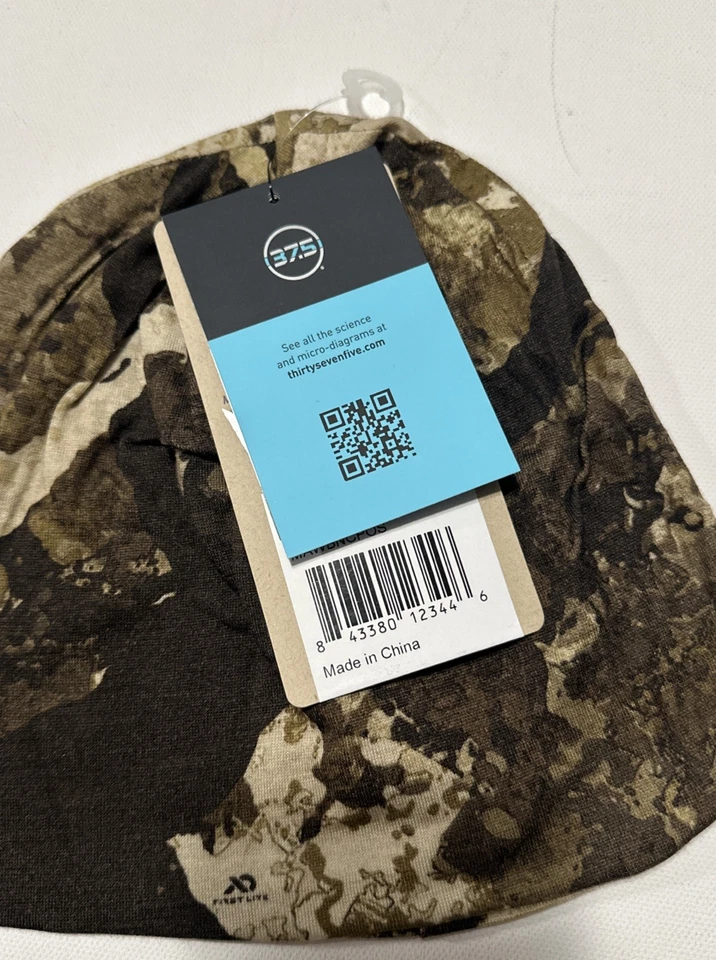 37.5
See all the science
and micro-diagrams at
thirtysevenfive.com
8 43380 12344 6
Made in China
FIRST LITE